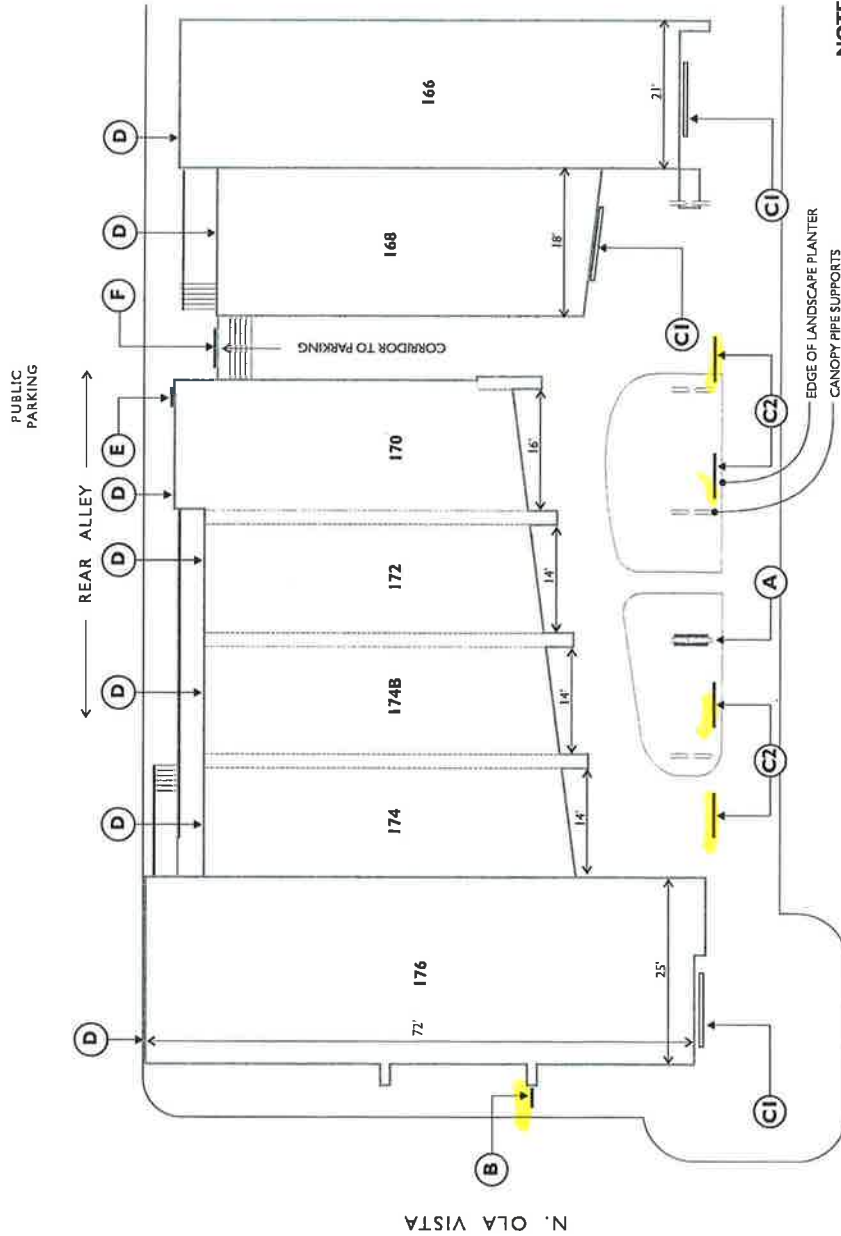 PUBLIC
PARKING
REAR ALLEY
D
E
D
D
D
D
F
D
D
176
174
174B
172
170
168
166
72'
25'
14'
14'
14'
16'
18'
21'
CORRIDOR TO PARKING
B
C1
C2
A
C2
C1
C1
EDGE OF LANDSCAPE PLANTER
CANOPY PIPE SUPPORTS
N. OLA VISTA
NOTE